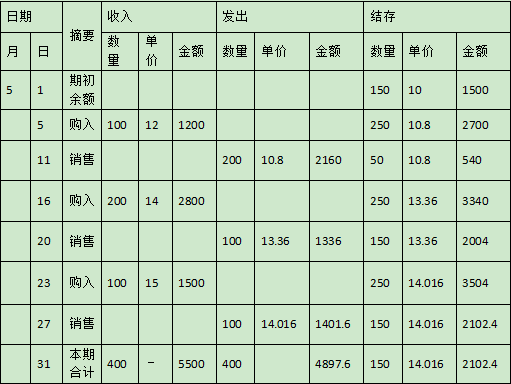 日期 摘要 收入 发出 结存
月 日 数量 单价 金额 数量 单价 金额 数量 单价 金额
5 1 期初余额 150 10 1500
5 购入 100 12 1200 250 10.8 2700
11 销售 200 10.8 2160 50 10.8 540
16 购入 200 14 2800 250 13.36 3340
20 销售 100 13.36 1336 150 13.36 2004
23 购入 100 15 1500 250 14.016 3504
27 销售 100 14.016 1401.6 150 14.016 2102.4
31 本期合计 400 – 5500 400 4897.6 150 14.016 2102.4